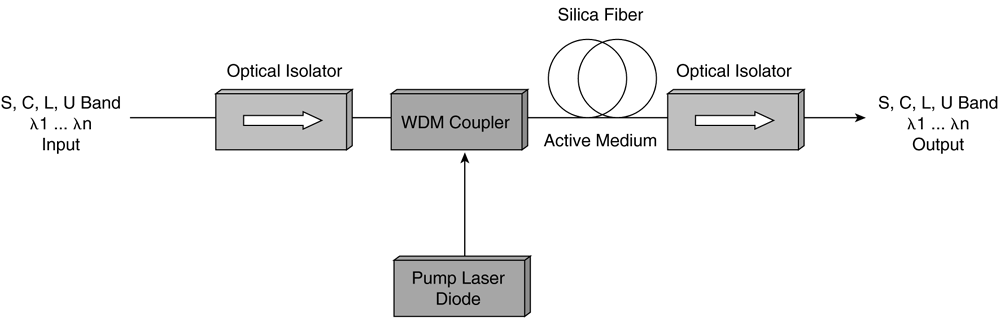 Silica Fiber
Optical Isolator
Optical Isolator
S, C, L, U Band
λ1 ... λn
Input
WDM Coupler
Active Medium
S, C, L, U Band
λ1 ... λn
Output
Pump Laser
Diode